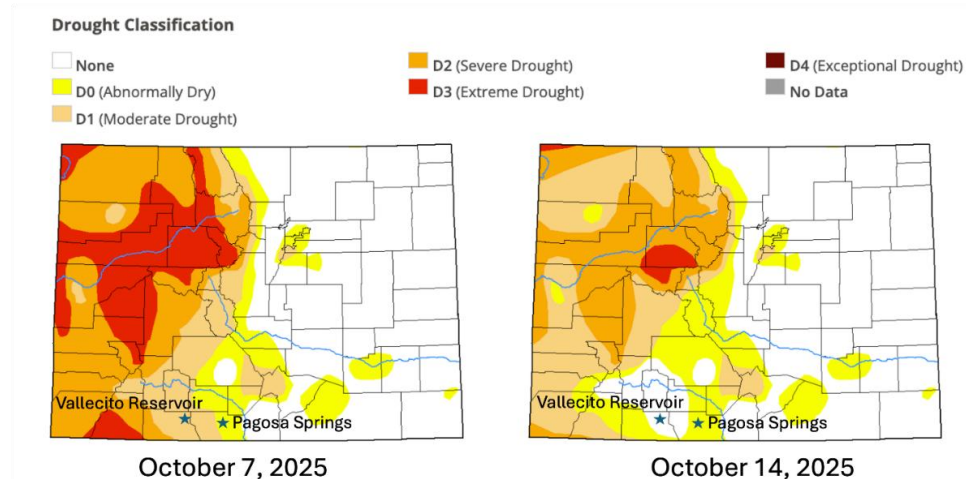 Drought Classification
None
D0 (Abnormally Dry)
D1 (Moderate Drought)
D2 (Severe Drought)
D3 (Extreme Drought)
D4 (Exceptional Drought)
No Data
Vallecito Reservoir
Pagosa Springs
October 7, 2025
Vallecito Reservoir
Pagosa Springs
October 14, 2025